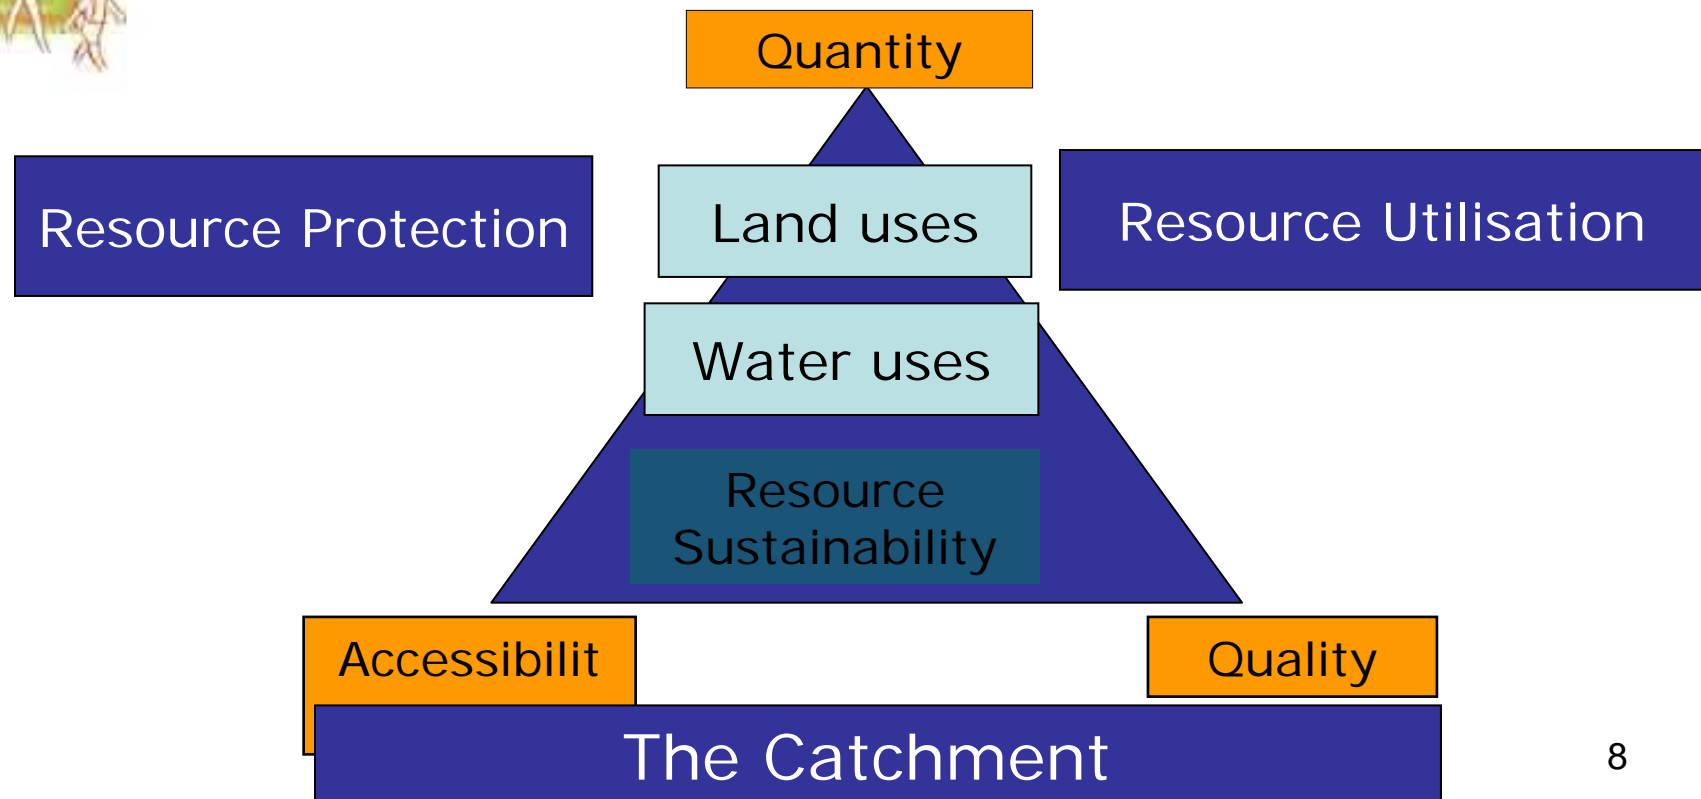 Quantity
Resource Protection
Land uses
Resource Utilisation
Water uses
Resource
Sustainability
Accessibilit
Quality
The Catchment
8